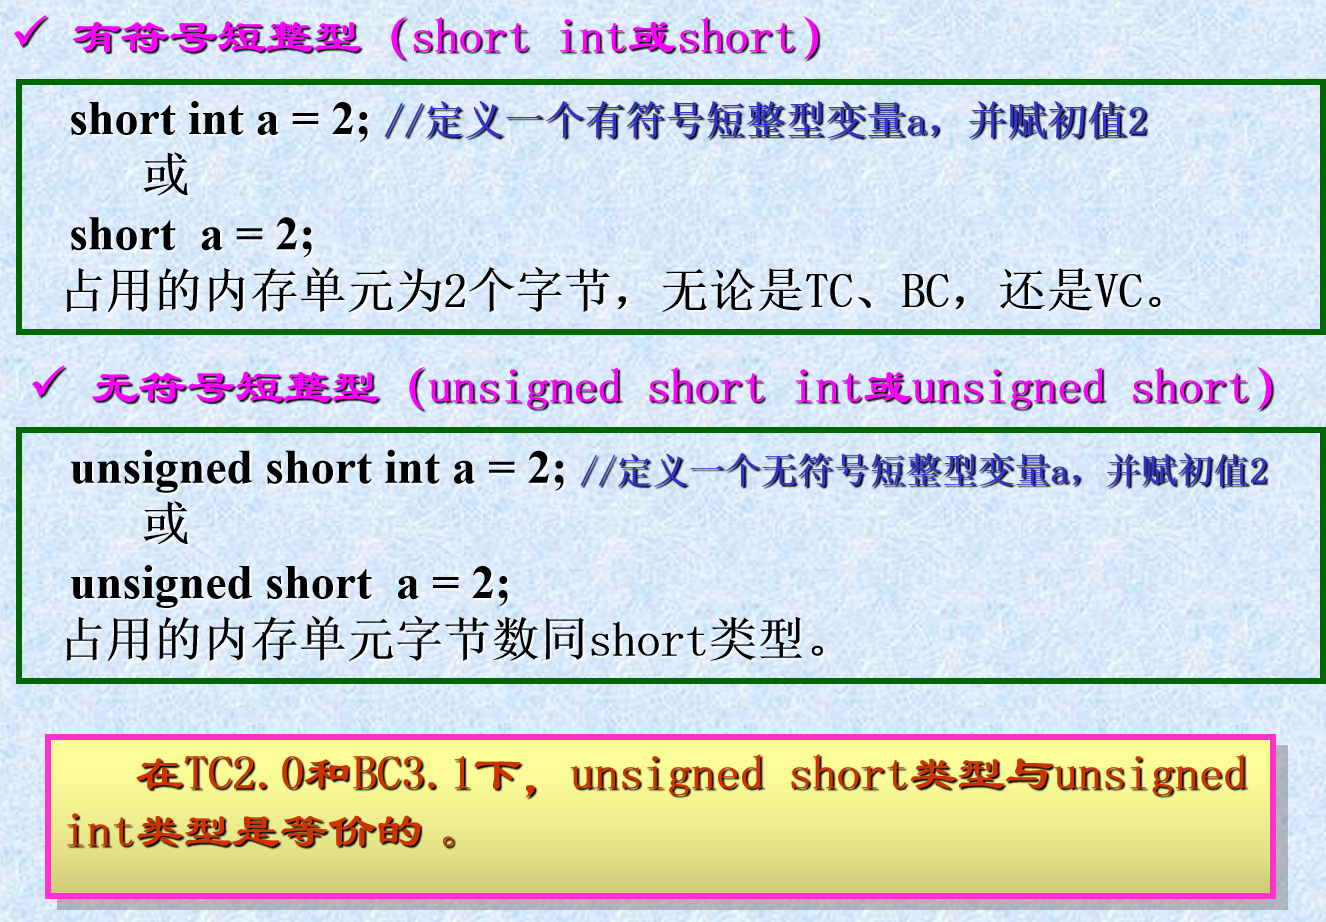 ✓ 有符号短整型（short int或short）
short int a = 2; //定义一个有符号短整型变量a，并赋初值2
或
short a = 2;
占用的内存单元为2个字节，无论是TC、BC，还是VC。
✓ 无符号短整型（unsigned short int或unsigned short）
unsigned short int a = 2; //定义一个无符号短整型变量a，并赋初值2
或
unsigned short a = 2;
占用的内存单元字节数同short类型。
在TC2.0和BC3.1下，unsigned short类型与unsigned
int类型是等价的 。